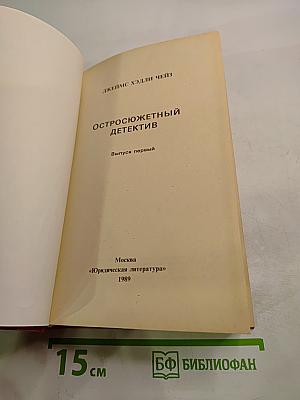 ДЖЕЙМС ХЭДЛИ ЧЕЙЗ
ОСТРОСЮЖЕТНЫЙ
ДЕТЕКТИВ
Выпуск первый
Москва
«Юридическая литература»
1989
15 см
БФ БИБЛИОФАН